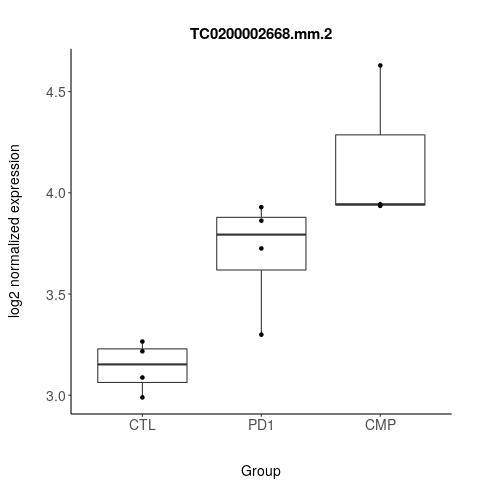 TC0200002668.mm.2
log2 normalized expression
4.5
4.0
3.5
3.0
CTL PD1 CMP
Group